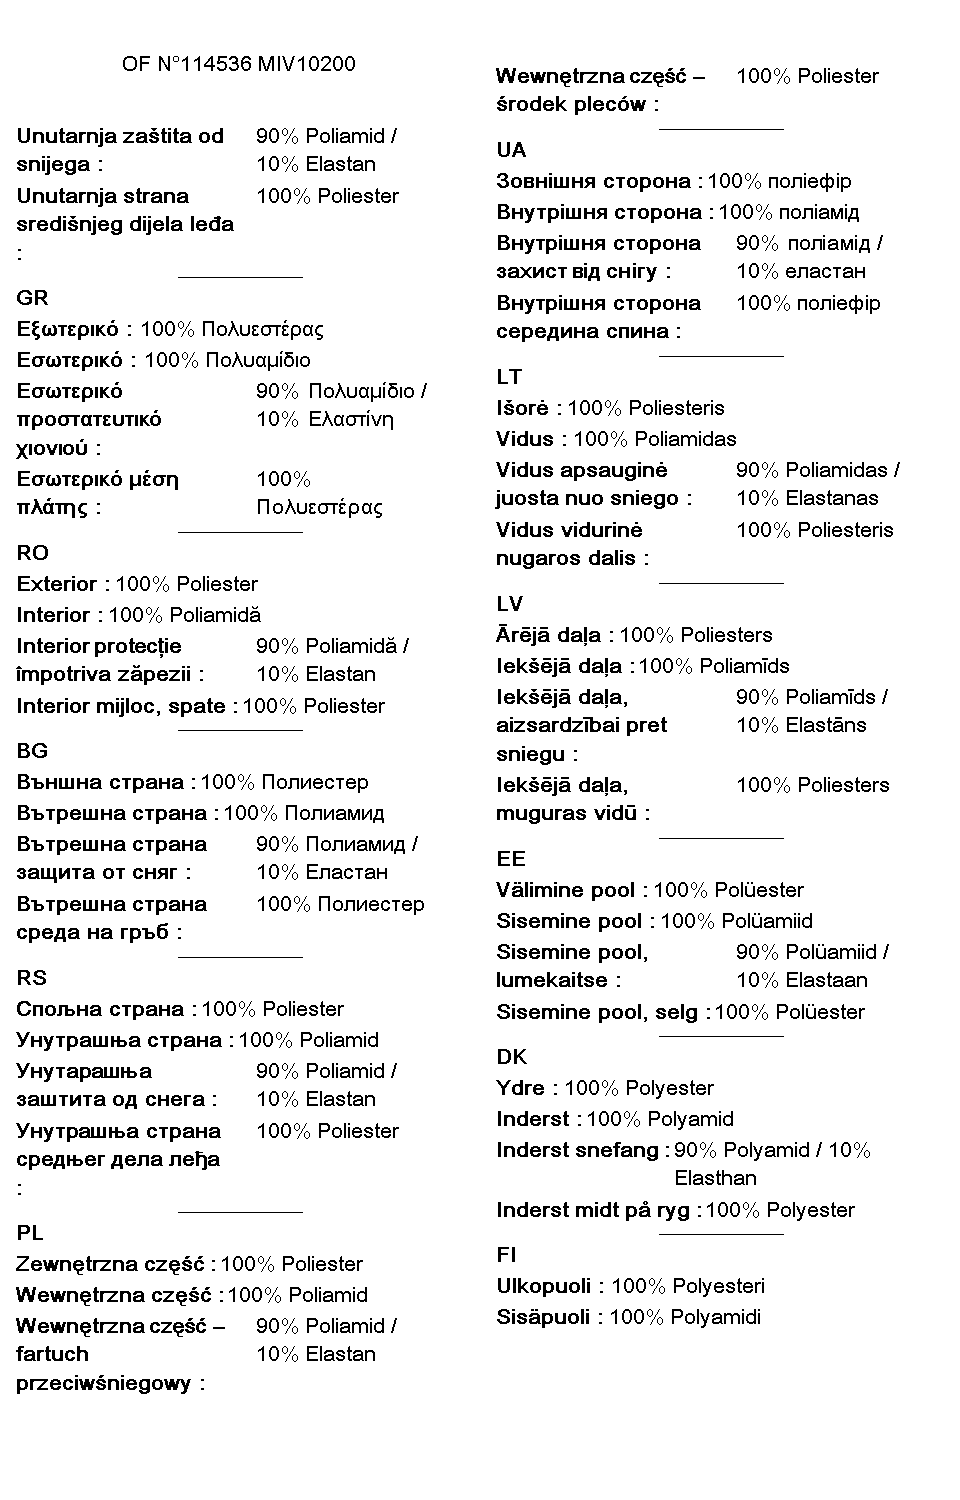 OF N°114536 MIV10200
Unutarnja zaštita od 90% Poliamid /
snijega : 10% Elastan
Unutarnja strana 100% Poliester
središnjeg dijela leđa
:
GR
Εξωτερικό : 100% Πολυεστέρας
Εσωτερικό : 100% Πολυαμίδιο
Εσωτερικό 90% Πολυαμίδιο /
προστατευτικό 10% Ελαστίνη
χιονιού :
Εσωτερικό μέση 100%
πλάτης : Πολυεστέρας
RO
Exterior : 100% Poliester
Interior : 100% Poliamidă
Interior protecție 90% Poliamidă /
împotriva zăpezii : 10% Elastan
Interior mijloc, spate : 100% Poliester
BG
Външна страна : 100% Полиестер
Вътрешна страна : 100% Полиамид
Вътрешна страна 90% Полиамид /
защита от сняг : 10% Еластан
Вътрешна страна 100% Полиестер
среда на гръб :
RS
Спољна страна : 100% Poliester
Унутрашња страна : 100% Poliamid
Унутарашња 90% Poliamid /
заштита од снега : 10% Elastan
Унутрашња страна 100% Poliester
средњег дела леђа
:
PL
Zewnętrzna część : 100% Poliester
Wewnętrzna część : 100% Poliamid
Wewnętrzna część – 90% Poliamid /
fartuch 10% Elastan
przeciwśniegowy :
Wewnętrzna część – 100% Poliester
środek pleców :
UA
Зовнішня сторона : 100% поліефір
Внутрішня сторона : 100% поліамід
Внутрішня сторона 90% поліамід /
захист від снігу : 10% еластан
Внутрішня сторона 100% поліефір
середина спина :
LT
Išorė : 100% Poliesteris
Vidus : 100% Poliamidas
Vidus apsauginė 90% Poliamidas /
juosta nuo sniego : 10% Elastanas
Vidus vidurinė 100% Poliesteris
nugaros dalis :
LV
Ārējā daļa : 100% Poliesters
Iekšējā daļa : 100% Poliamīds
Iekšējā daļa, 90% Poliamīds /
aizsardzībai pret 10% Elastāns
sniegu :
Iekšējā daļa, 100% Poliesters
muguras vidū :
EE
Välimine pool : 100% Polüester
Sisemine pool : 100% Polüamiid
Sisemine pool, 90% Polüamiid /
lumekaitse : 10% Elastaan
Sisemine pool, selg : 100% Polüester
DK
Ydre : 100% Polyester
Inderst : 100% Polyamid
Inderst snefang : 90% Polyamid / 10%
Elasthan
Inderst midt på ryg : 100% Polyester
FI
Ulkopuoli : 100% Polyesteri
Sisäpuoli : 100% Polyamidi